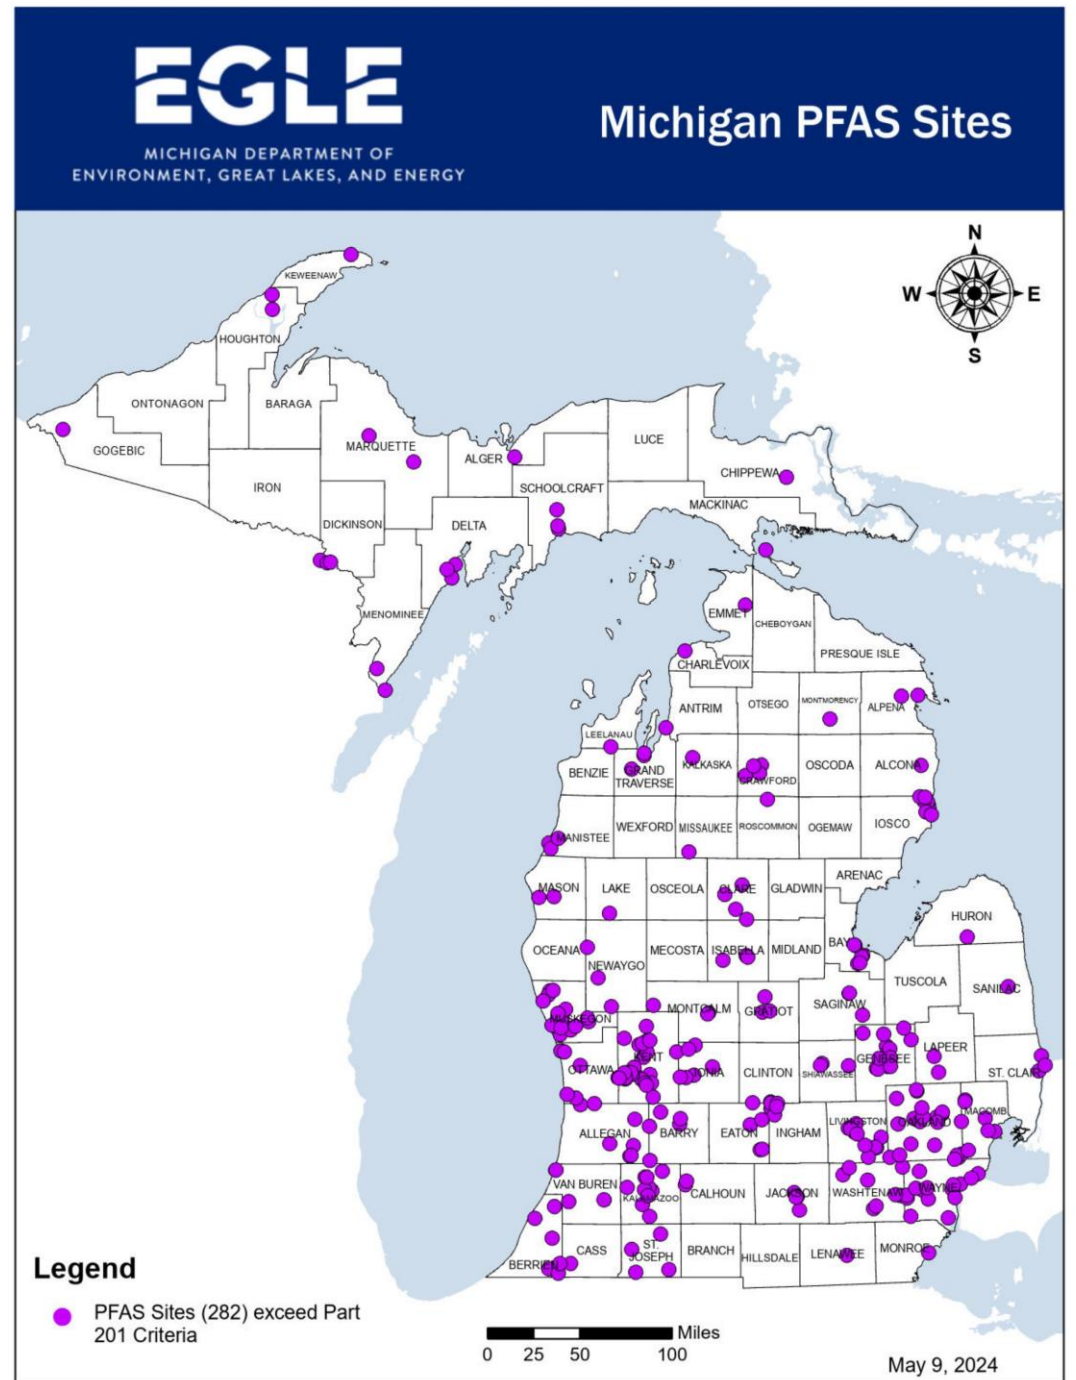 EGLE
MICHIGAN DEPARTMENT OF
ENVIRONMENT, GREAT LAKES, AND ENERGY
Michigan PFAS Sites
N
W
E
S
KEWEENAW
HOUGHTON
ONTONAGON
BARAGA
GOGEBIC
MARQUETTE
ALGER
LUCE
CHIPPEWA
IRON
SCHOOLCRAFT
MACKINAC
DICKINSON
DELTA
MENOMINEE
EMMET
CHEBOYGAN
PRESQUE ISLE
CHARLEVOIX
ANTRIM
OTSEGO
MONTMORENCY
ALPENA
LEELANAU
BENZIE
GRAND
TRAVERSE
KALKASKA
CRAWFORD
OSCODA
ALCONA
MANISTEE
WEXFORD
MISSAUKEE
ROSCOMMON
OGEMAW
IOSCO
MASON
LAKE
OSCEOLA
CLARE
GLADWIN
ARENAC
HURON
OCEANA
NEWAYGO
MECOSTA
ISABELLA
MIDLAND
BAY
TUSCOLA
SANILAC
MUSKEGON
MONTCALM
GRATIOT
SAGINAW
LAPEER
GENESEE
ST. CLAIR
OTTAWA
KENT
IONIA
CLINTON
SHIAWASSEE
MACOMB
ALLEGAN
BARRY
EATON
INGHAM
LIVINGSTON
OAKLAND
VAN BUREN
KALAMAZOO
CALHOUN
JACKSON
WASHTENAW
WAYNE
BERRIEN
CASS
ST.
JOSEPH
BRANCH
HILLSDALE
LENAWEE
MONROE
Legend
PFAS Sites (282) exceed Part
201 Criteria
Miles
0 25 50 100
May 9, 2024